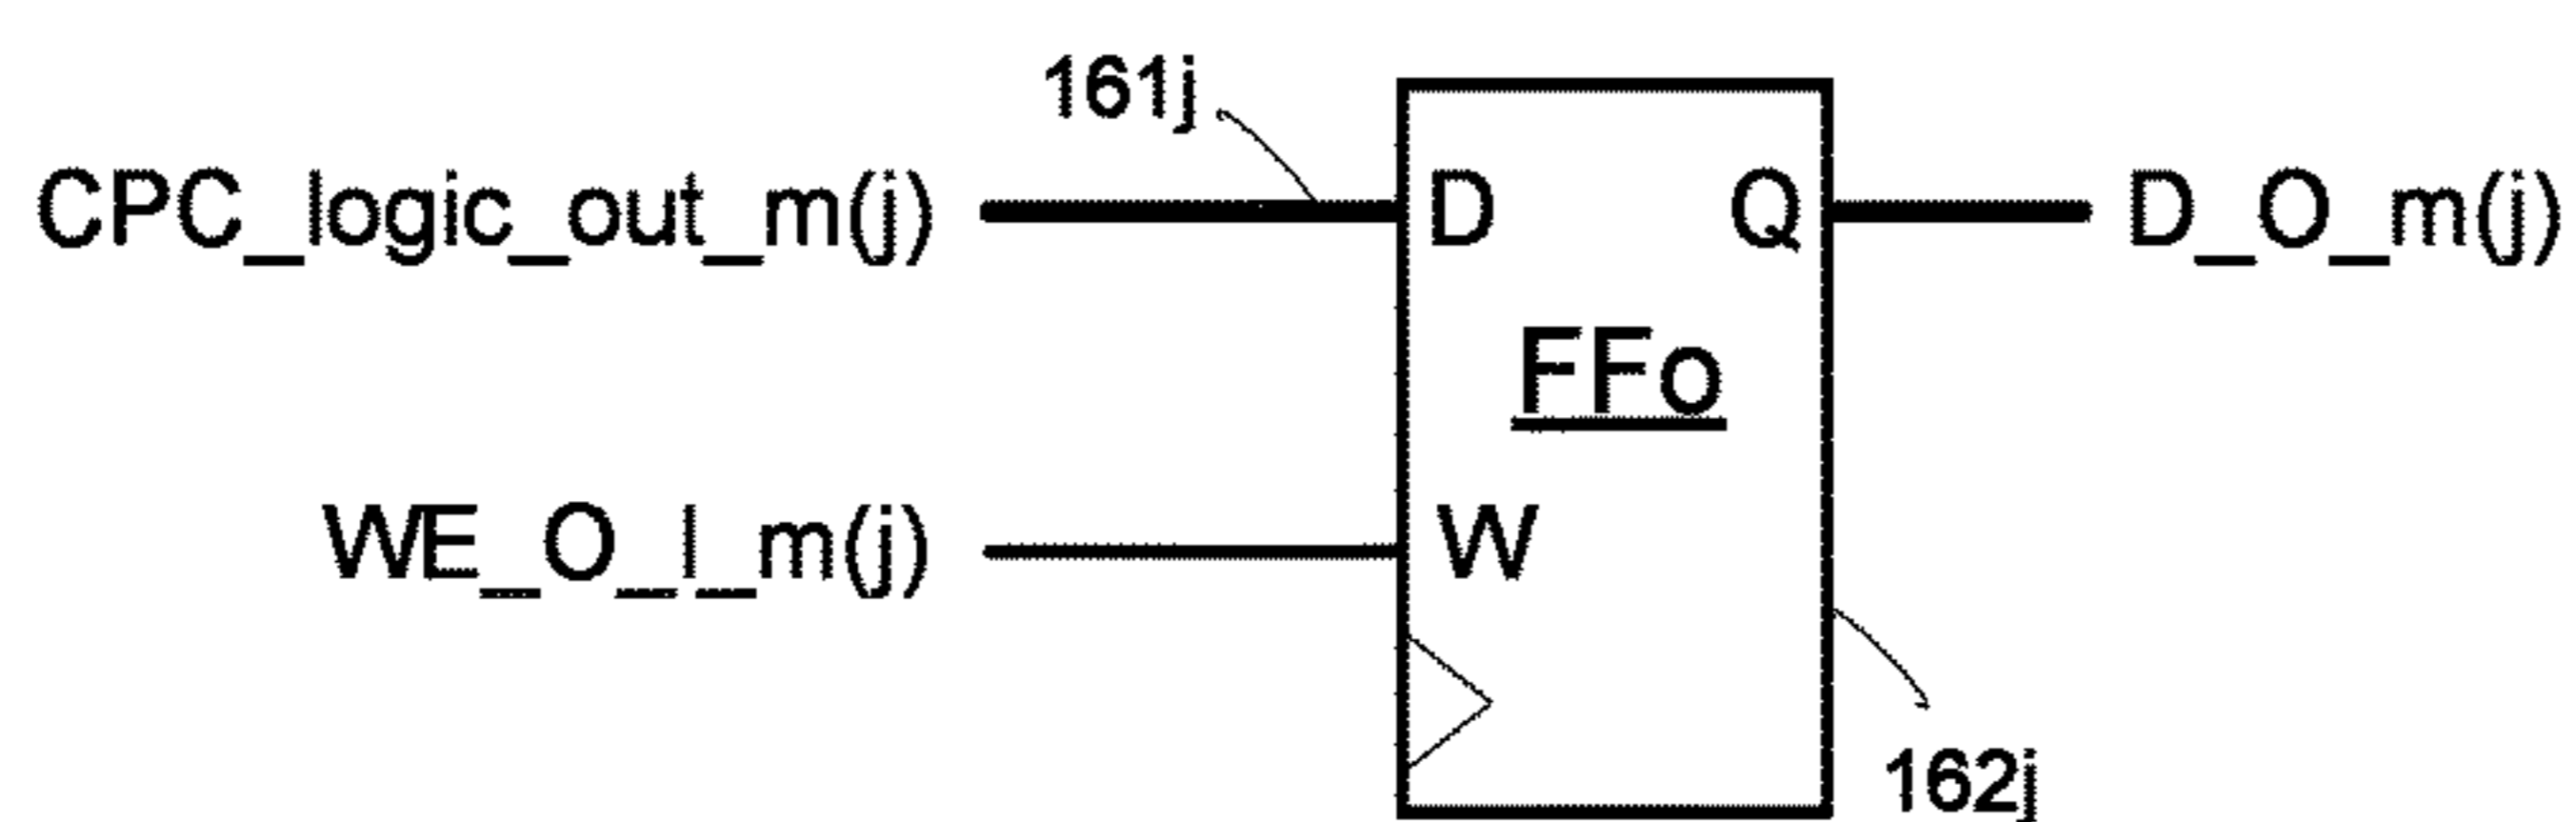 161j
CPC_logic_out_m(j) D Q D_O_m(j)
FFo
WE_O_I_m(j) W
162j